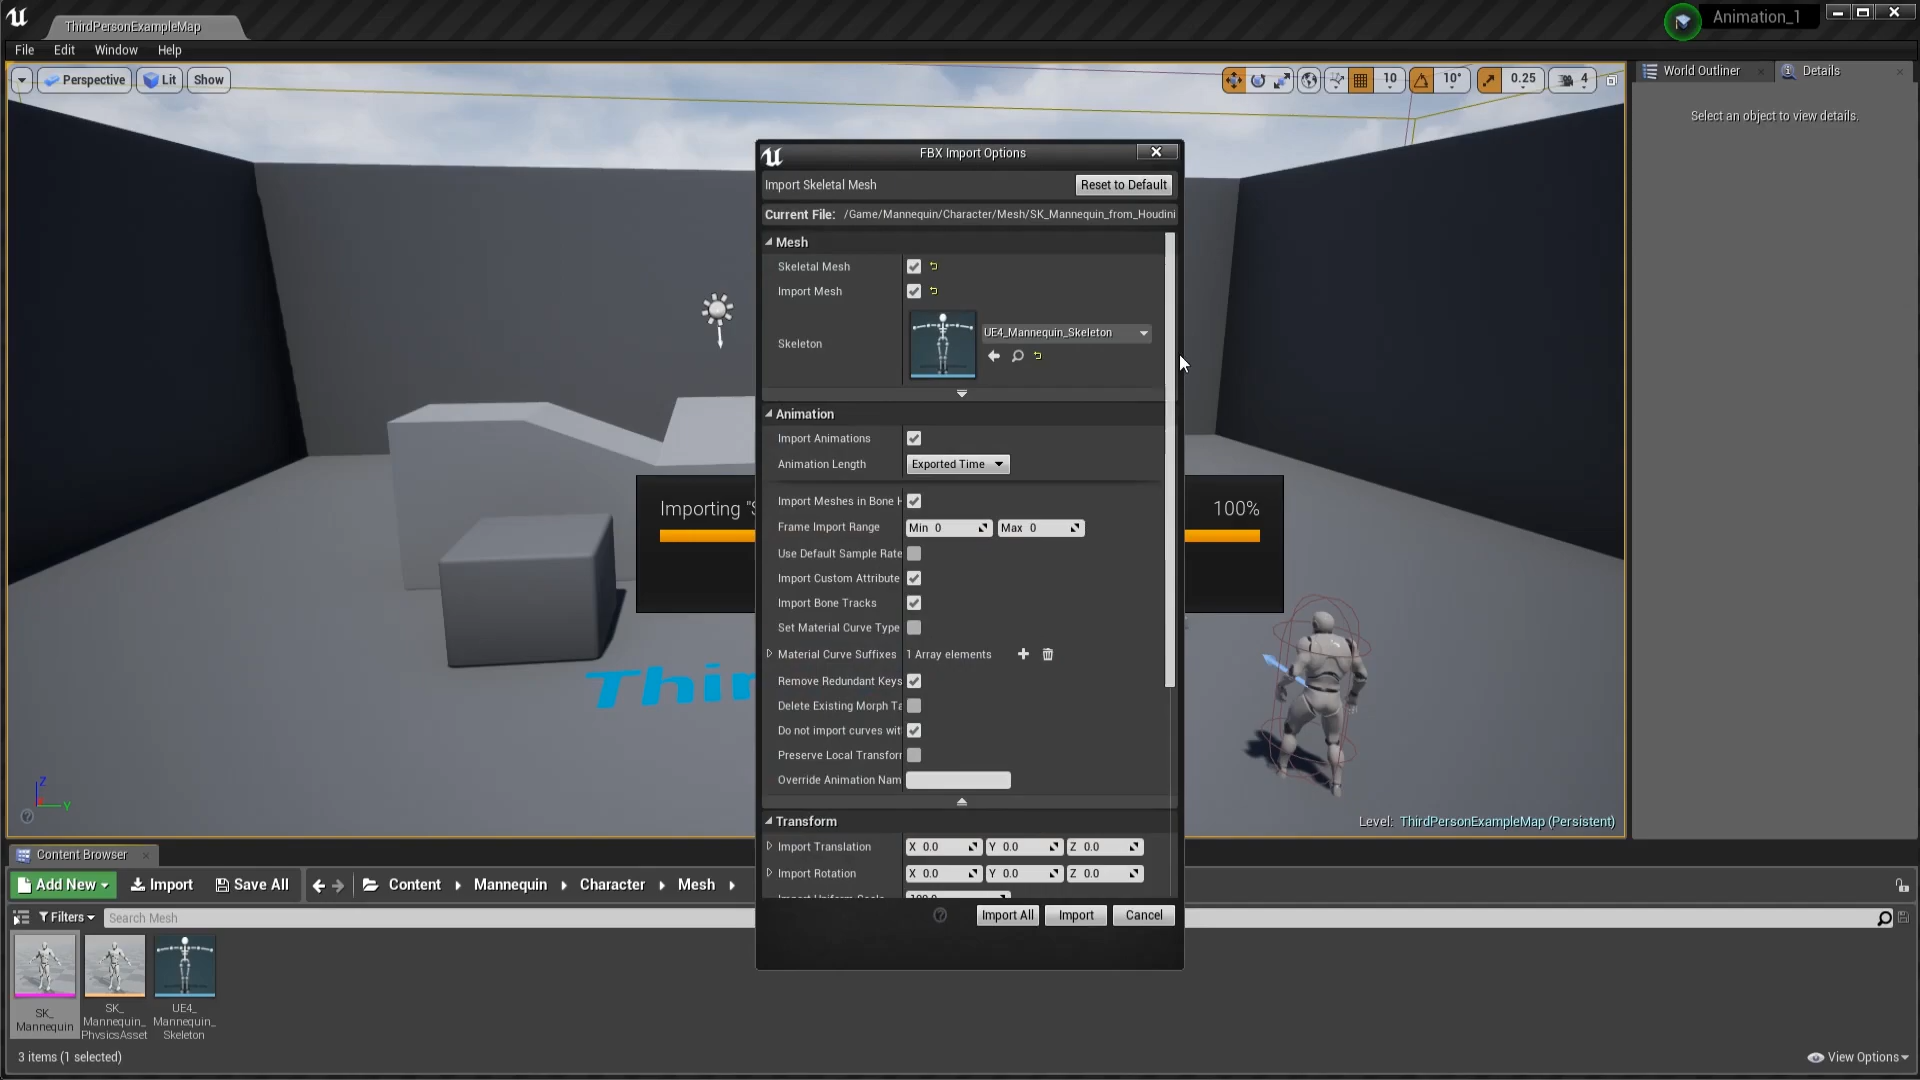 ThirdPersonExampleMap
Animation_1
File Edit Window Help
Perspective Lit Show
10 10° 0.25 4
World Outliner Details
Select an object to view details.
FBX Import Options
Import Skeletal Mesh Reset to Default
Current File: /Game/Mannequin/Character/Mesh/SK_Mannequin_from_Houdini
Mesh
Skeletal Mesh
Import Mesh
Skeleton UE4_Mannequin_Skeleton
Animation
Import Animations
Animation Length Exported Time
Import Meshes in Bone H
Importing "S 100%
Frame Import Range Min 0 Max 0
Use Default Sample Rate
Import Custom Attribute
Import Bone Tracks
Set Material Curve Type
Material Curve Suffixes 1 Array elements
Remove Redundant Keys
Thir
Delete Existing Morph Ta
Do not import curves wit
Preserve Local Transforr
Override Animation Nam
Z
Y
Transform
Level: ThirdPersonExampleMap (Persistent)
Import Translation X 0.0 Y 0.0 Z 0.0
Import Rotation X 0.0 Y 0.0 Z 0.0
Import Uniform Scale
Import All Import Cancel
Content Browser
Add New Import Save All Content Mannequin Character Mesh
Filters Search Mesh
SK_
Mannequin
SK_
Mannequin_
PhysicsAsset
UE4_
Mannequin_
Skeleton
3 items (1 selected)
View Options